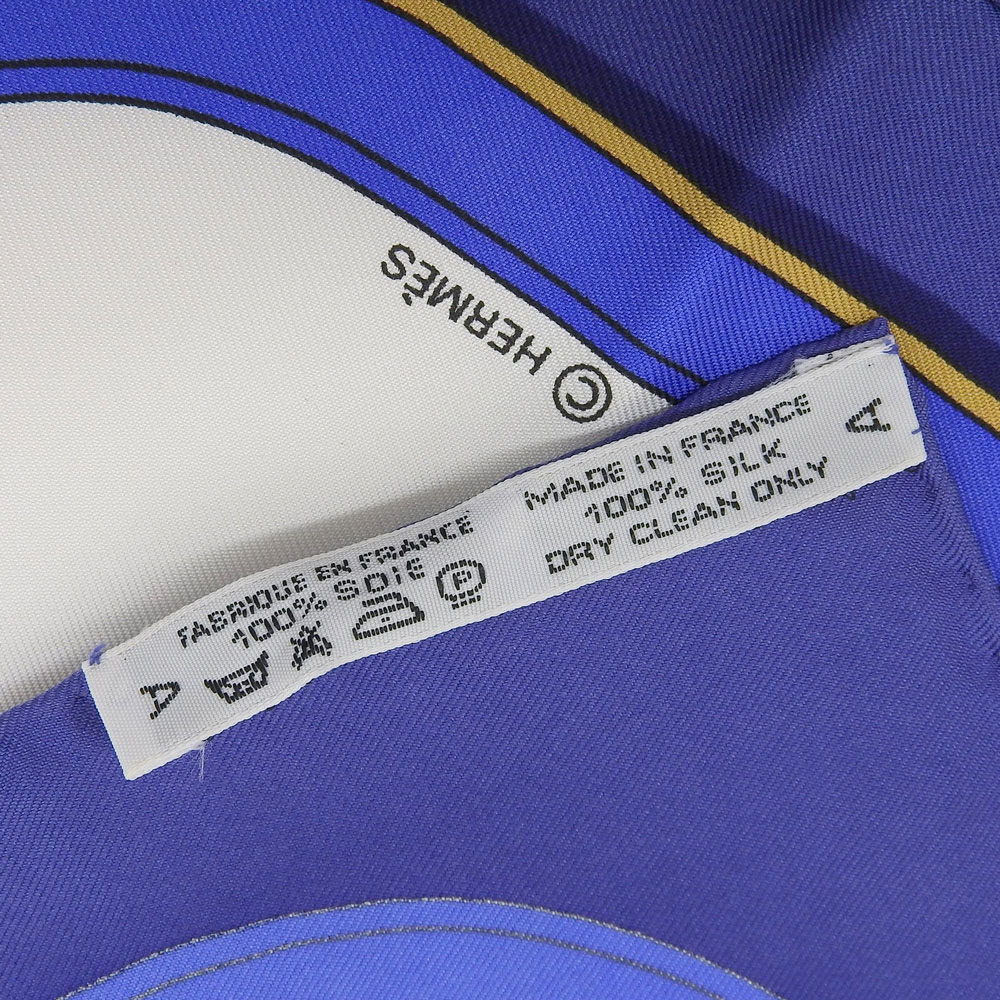 © HERMÈS
FABRIQUE EN FRANCE
100% SOIE
P
A
MADE IN FRANCE
100% SILK
DRY CLEAN ONLY
A